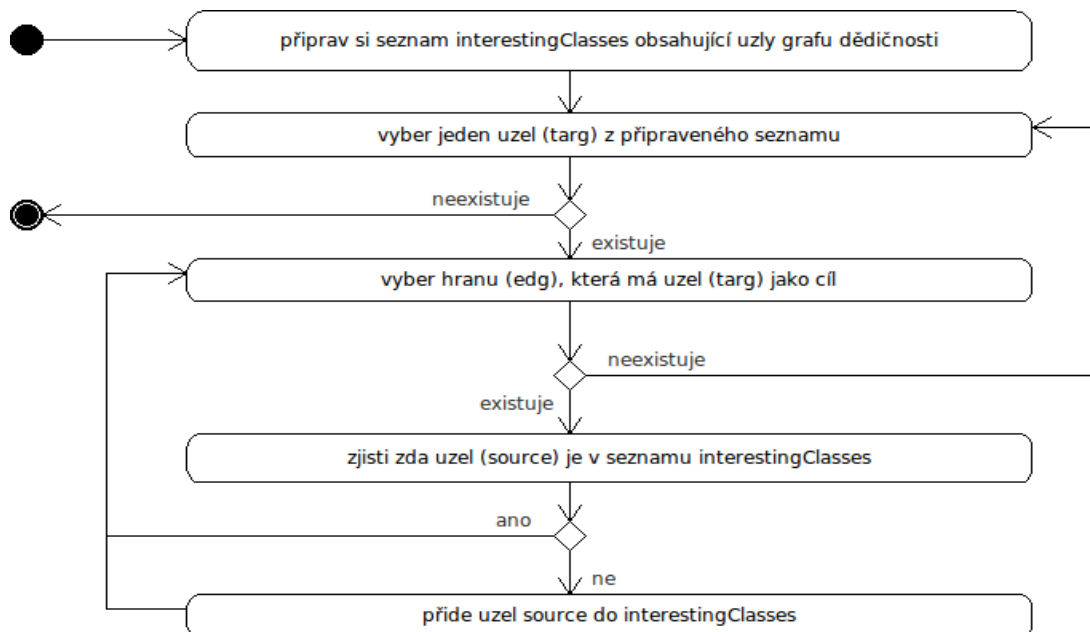 připrav si seznam interestingClasses obsahující uzly grafu dědičnosti
vyber jeden uzel (targ) z připraveného seznamu
neexistuje
existuje
vyber hranu (edg), která má uzel (targ) jako cíl
neexistuje
existuje
zjisti zda uzel (source) je v seznamu interestingClasses
ano
ne
přide uzel source do interestingClasses